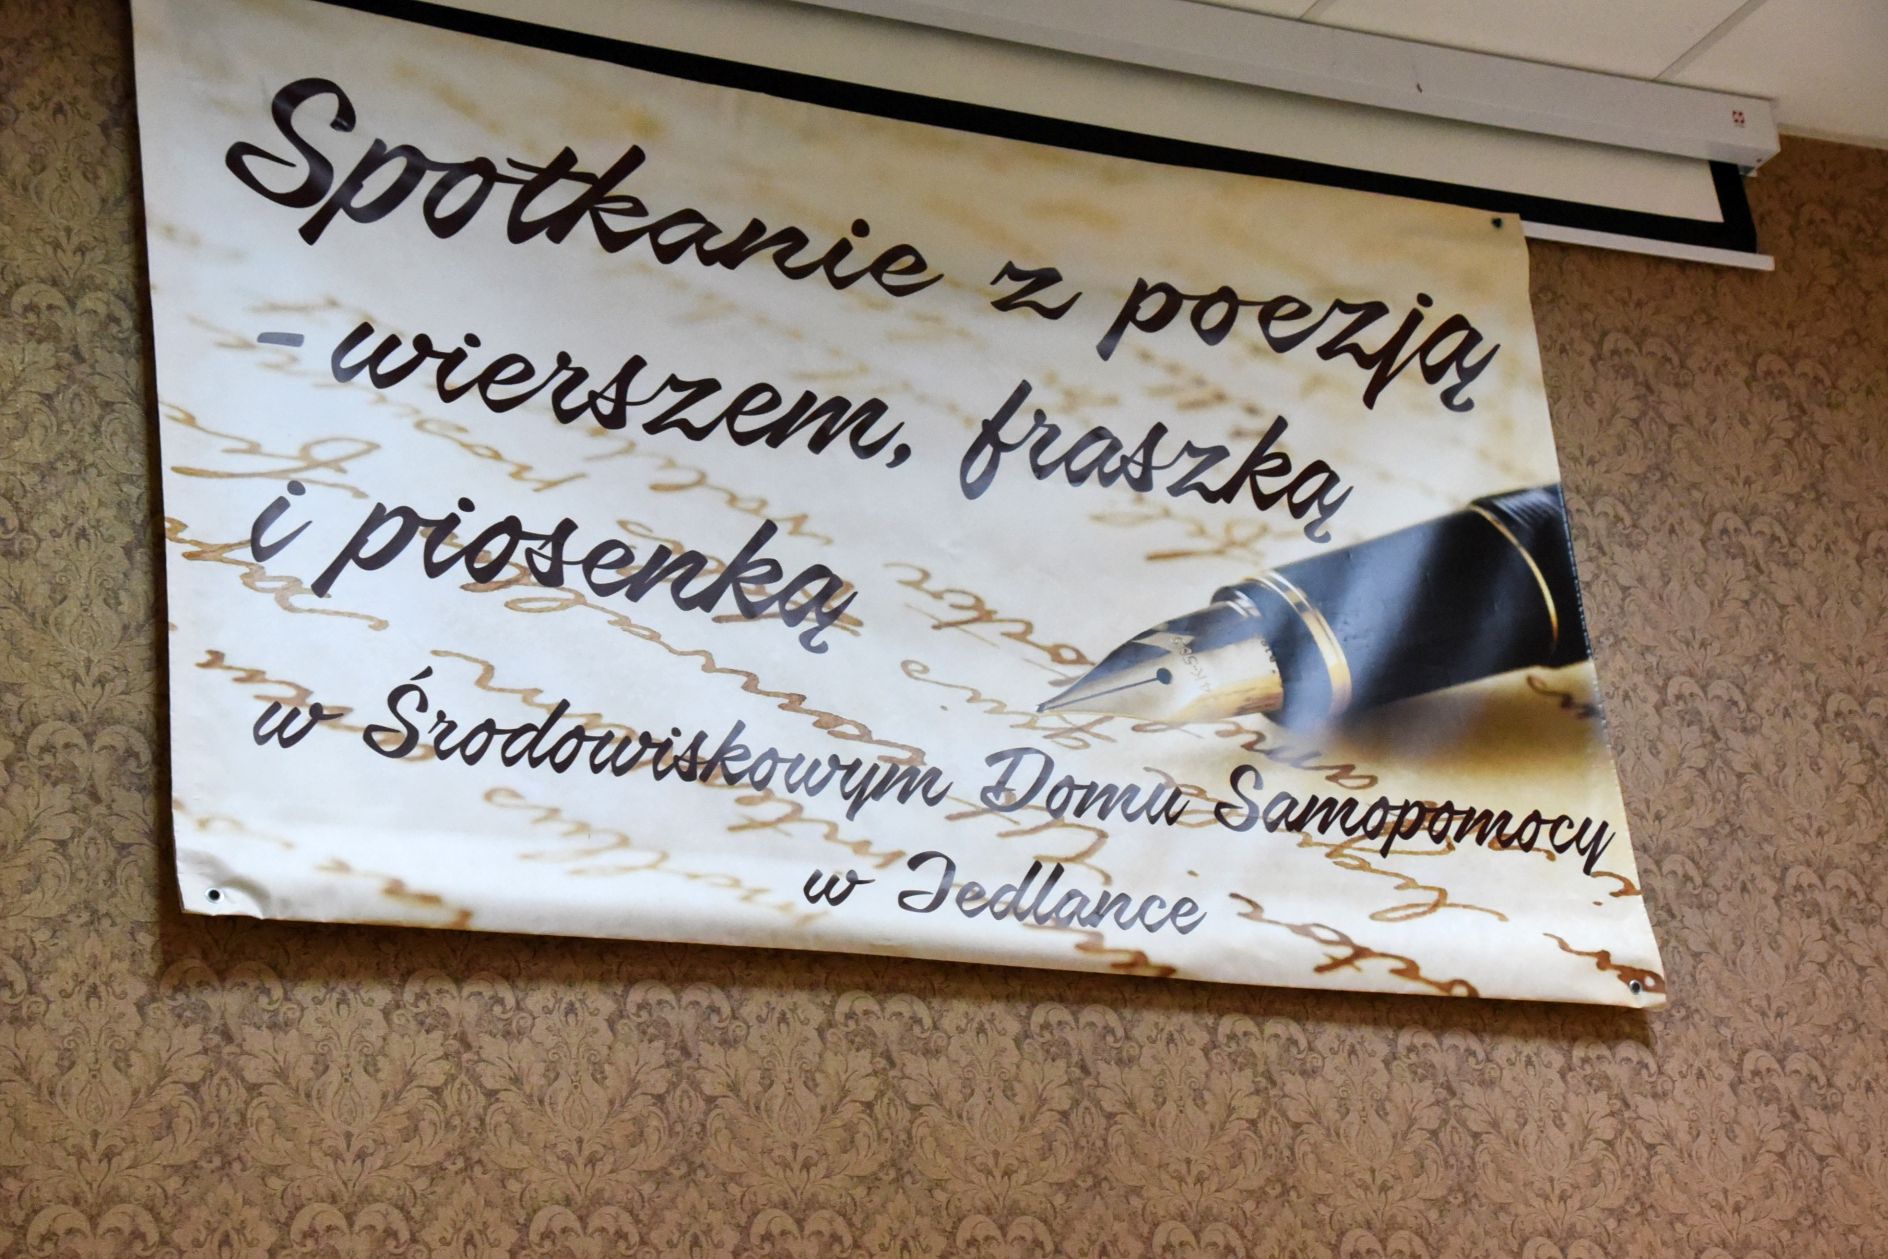 Spotkanie z poezją
- wierszem, fraszką
i piosenką
w Środowiskowym Domu Samopomocy
w Jedlance